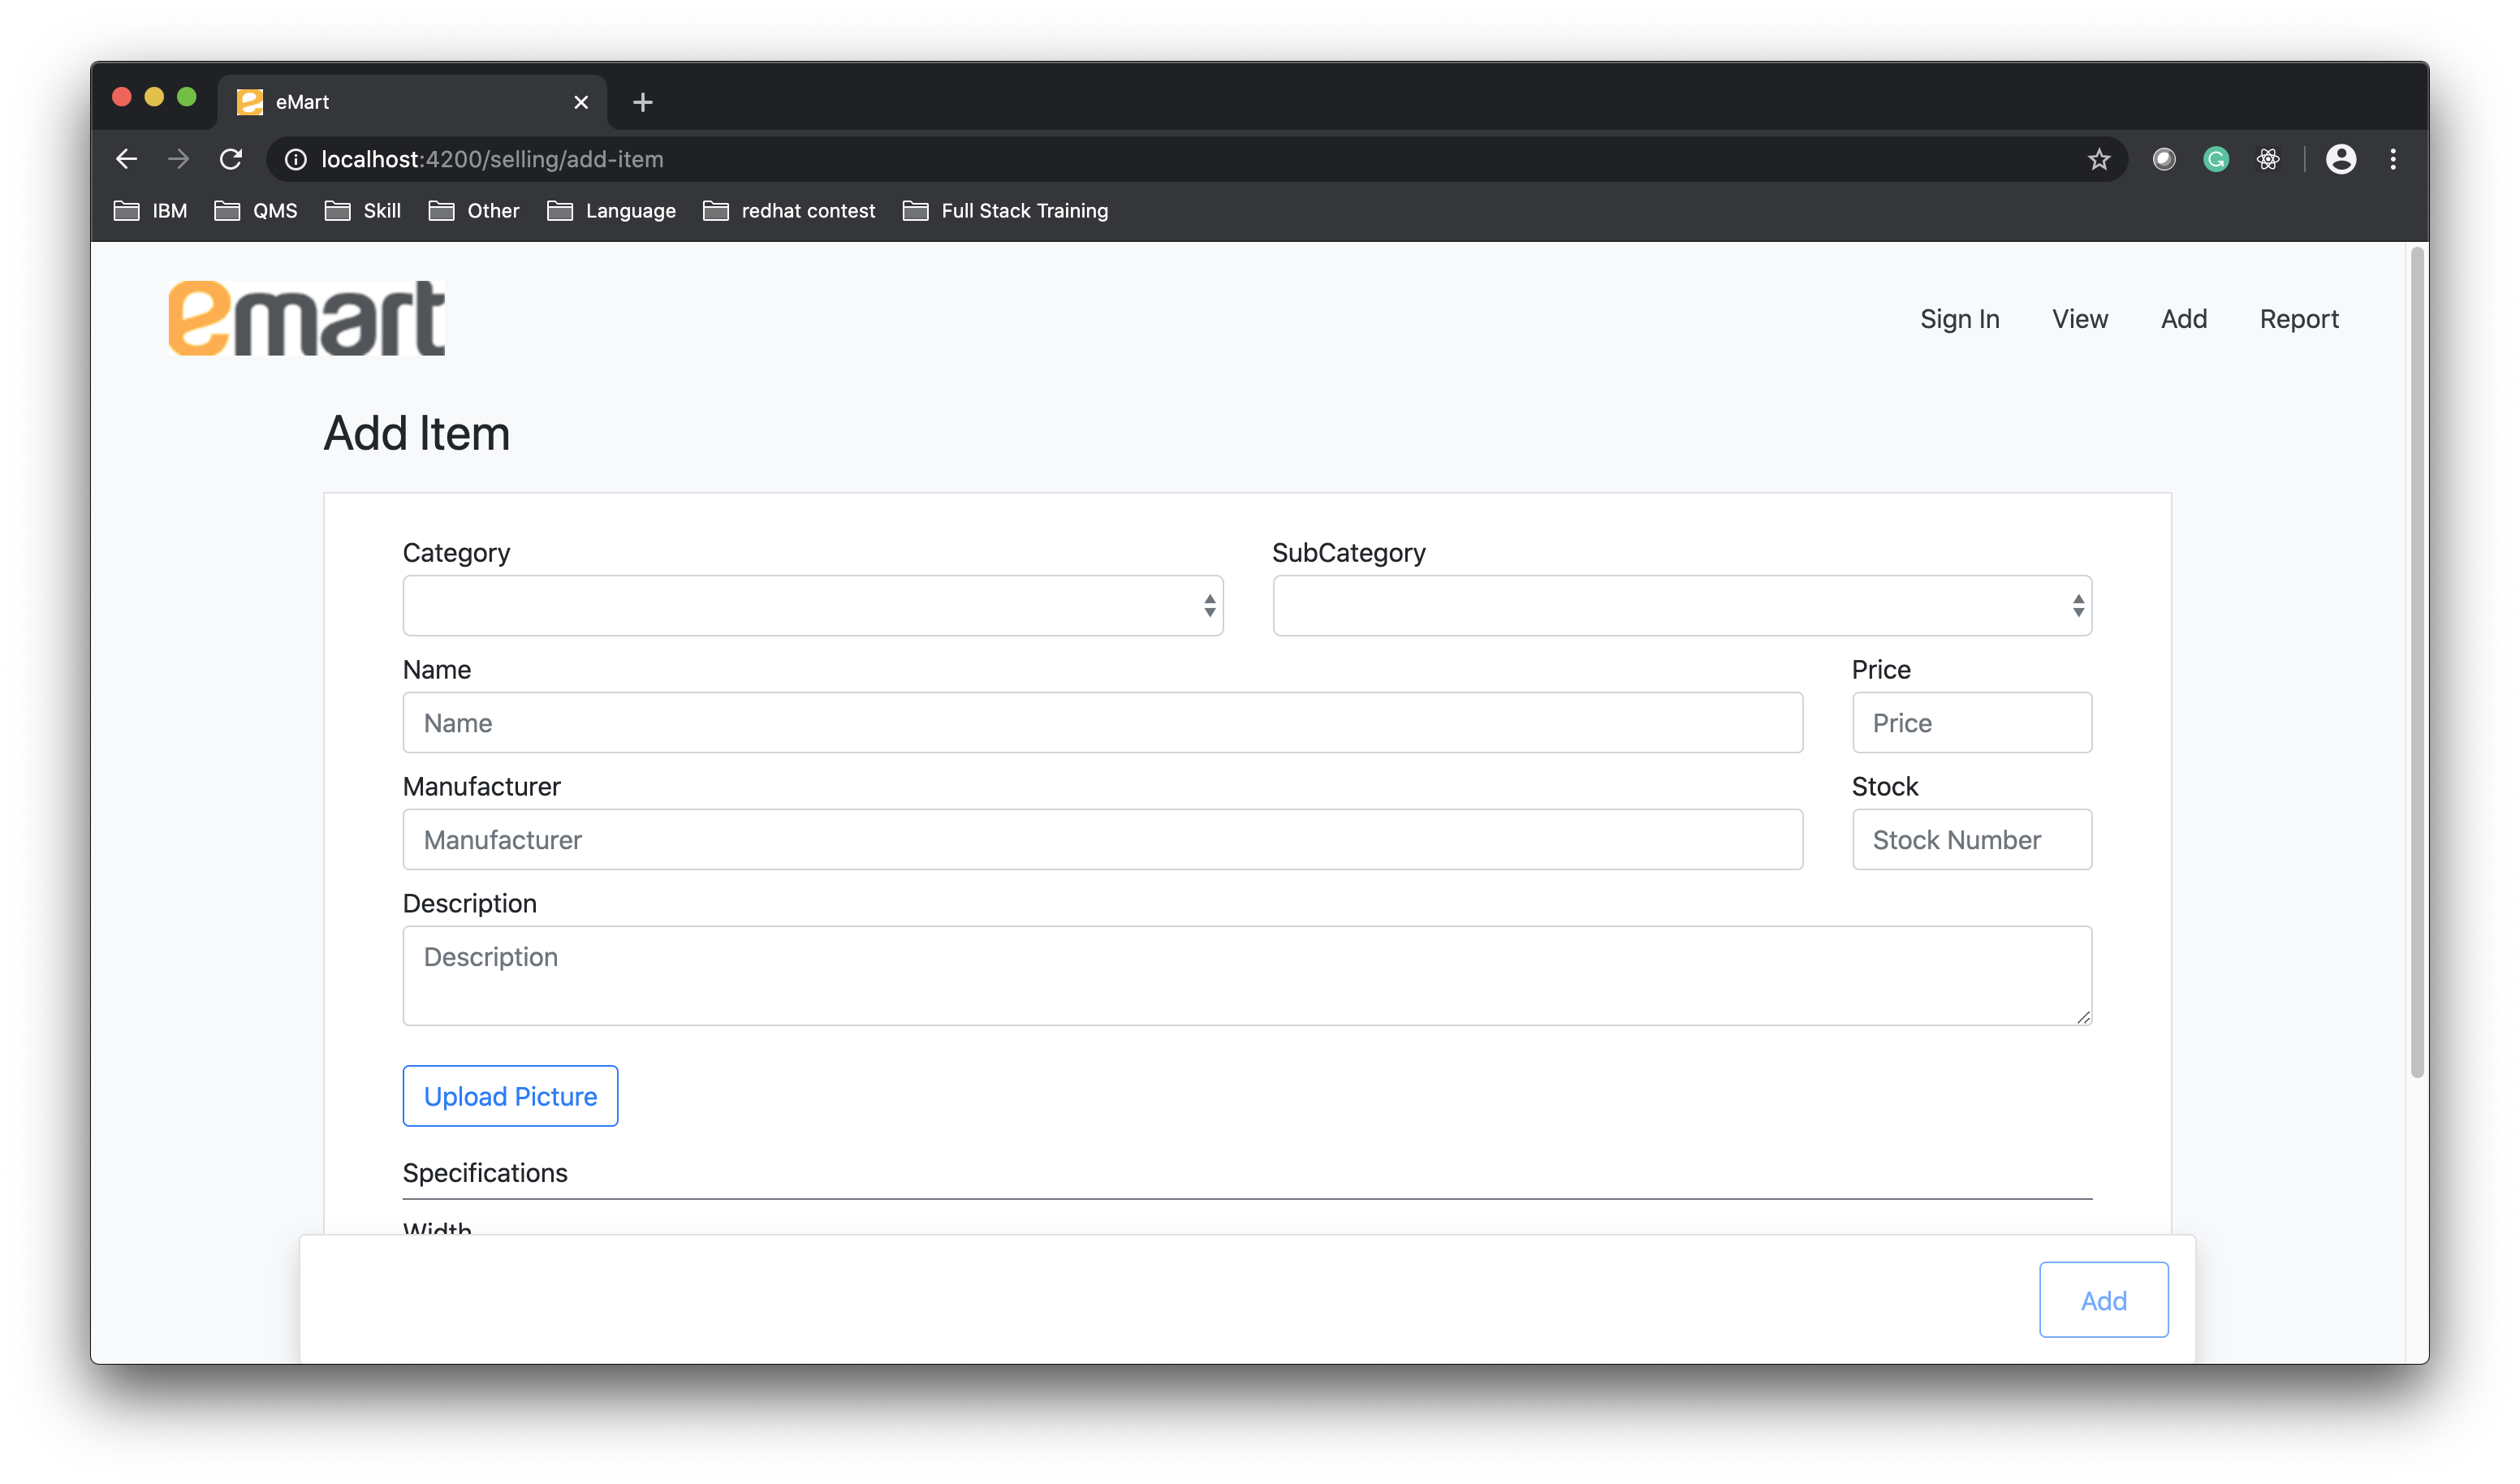 eMart
localhost:4200/selling/add-item
IBM QMS Skill Other Language redhat contest Full Stack Training
emart
Sign In View Add Report
Add Item
Category SubCategory
Name Price
Name Price
Manufacturer Stock
Manufacturer Stock Number
Description
Description
Upload Picture
Specifications
Width
Add